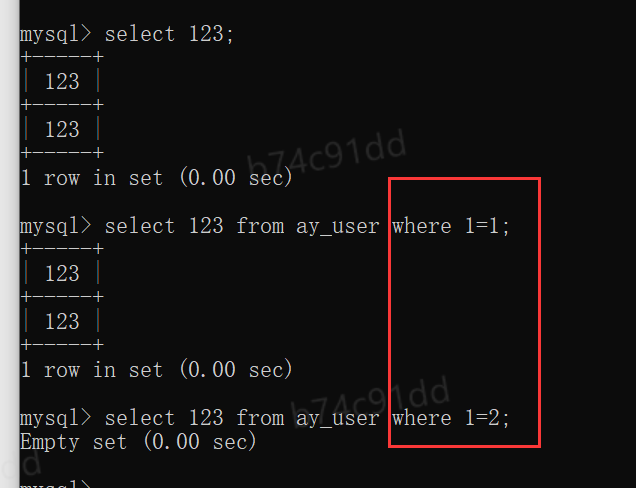 mysql> select 123;
+-----+
| 123 |
+-----+
| 123 |
+-----+
1 row in set (0.00 sec)
mysql> select 123 from ay_user where 1=1;
+-----+
| 123 |
+-----+
| 123 |
+-----+
1 row in set (0.00 sec)
mysql> select 123 from ay_user where 1=2;
Empty set (0.00 sec)
mysql>
b74c91dd
b74c91dd
dd